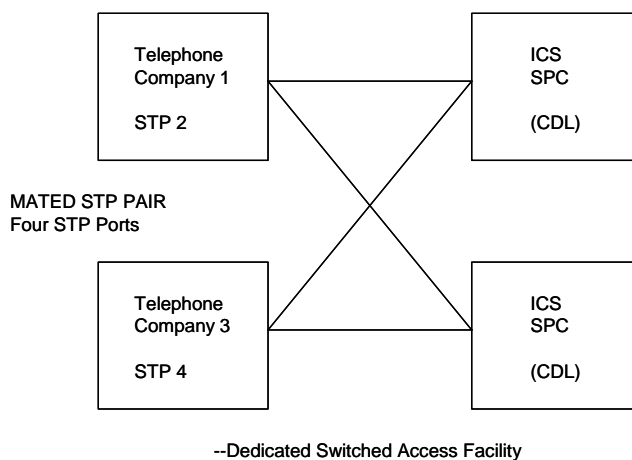 Telephone
Company 1
STP 2
ICS
SPC
(CDL)
MATED STP PAIR
Four STP Ports
Telephone
Company 3
STP 4
ICS
SPC
(CDL)
--Dedicated Switched Access Facility